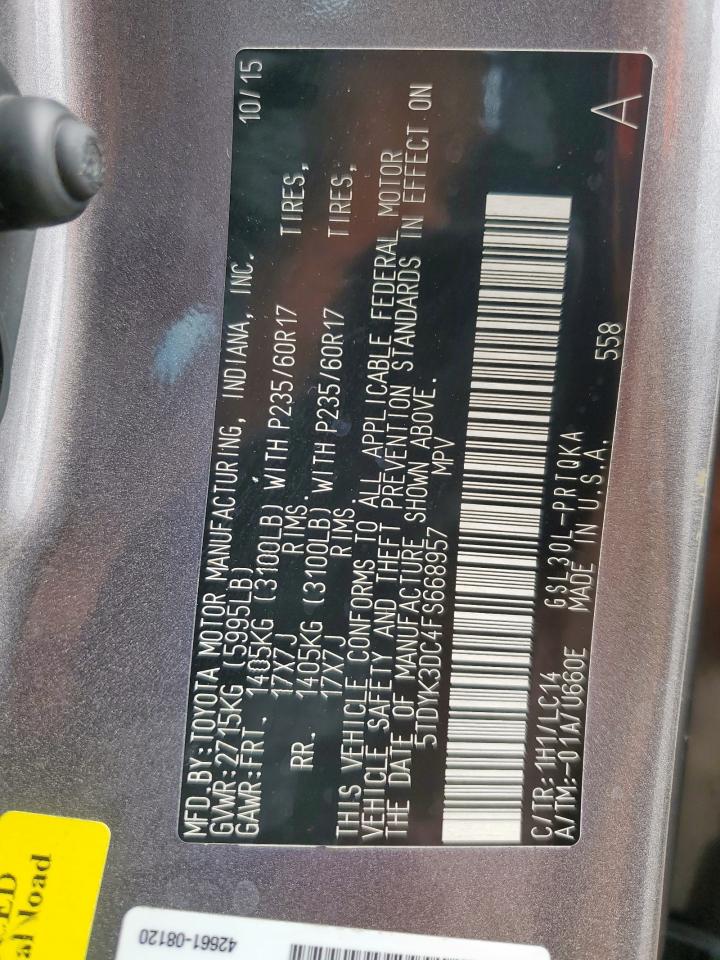 MFD.BY:TOYOTA MOTOR MANUFACTURING, INDIANA, INC. 10/15
GVWR:2715KG (5995LB)
GAWR:FRT. 1405KG (3100LB) WITH P235/60R17 TIRES,
17X7J RIMS.
RR. 1405KG (3100LB) WITH P235/60R17 TIRES,
17X7J RIMS.
THIS VEHICLE CONFORMS TO ALL APPLICABLE FEDERAL MOTOR
VEHICLE SAFETY AND THEFT PREVENTION STANDARDS IN EFFECT ON
THE DATE OF MANUFACTURE SHOWN ABOVE.
5TDYK3DC4FS668957 MPV
C/TR:1H1/LC14 GSL30L-PRTQKA 558 A
A/TM:-01A/U660E MADE IN U.S.A.
42661-08120